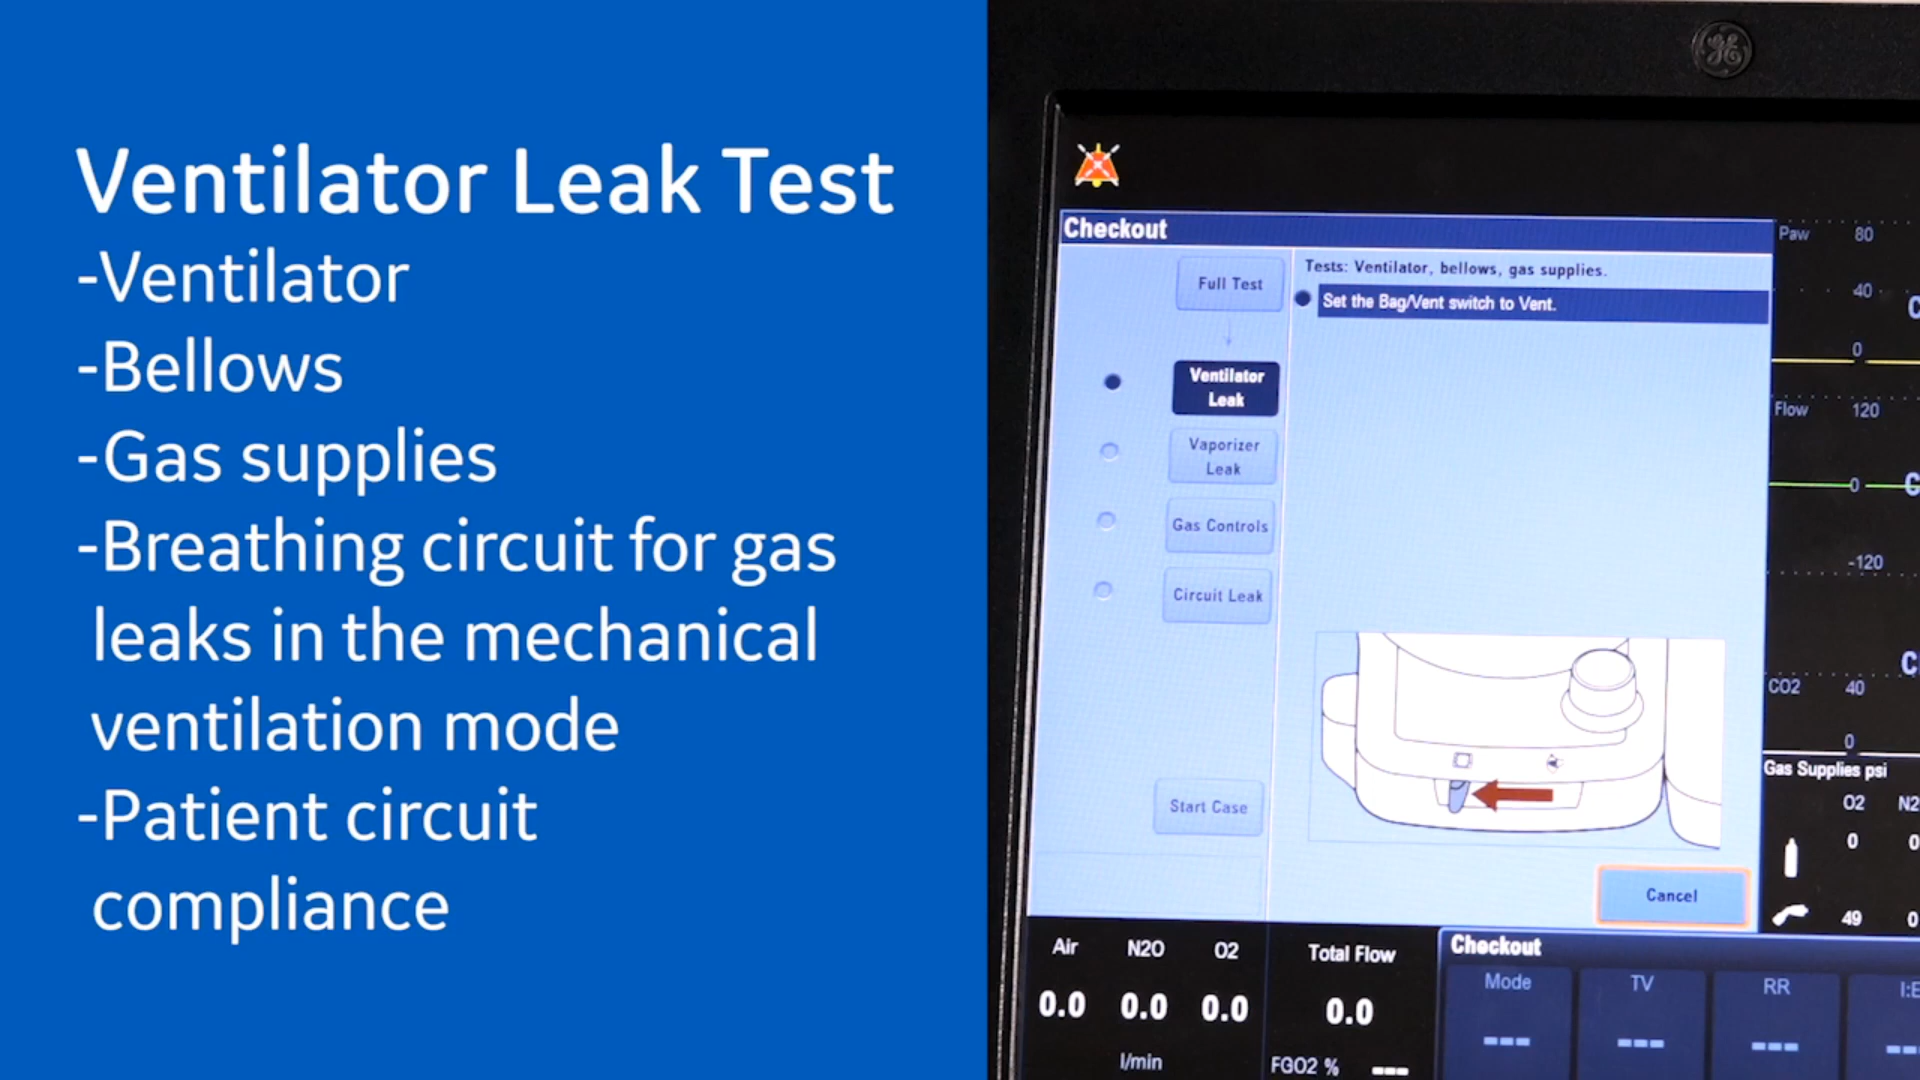 Ventilator Leak Test
-Ventilator
-Bellows
-Gas supplies
-Breathing circuit for gas
leaks in the mechanical
ventilation mode
-Patient circuit
compliance
GE
Checkout
Full Test
Ventilator
Leak
Vaporizer
Leak
Gas Controls
Circuit Leak
Start Case
Tests: Ventilator, bellows, gas supplies.
Set the Bag/Vent switch to Vent.
Cancel
Paw 80
40
0
Flow 120
0
-120
CO2 40
0
Gas Supplies psi
O2
0 0
49 0
Air N2O O2
0.0 0.0 0.0
l/min
Total Flow
0.0
FGO2 % ---
Checkout
Mode TV RR
--- --- ---